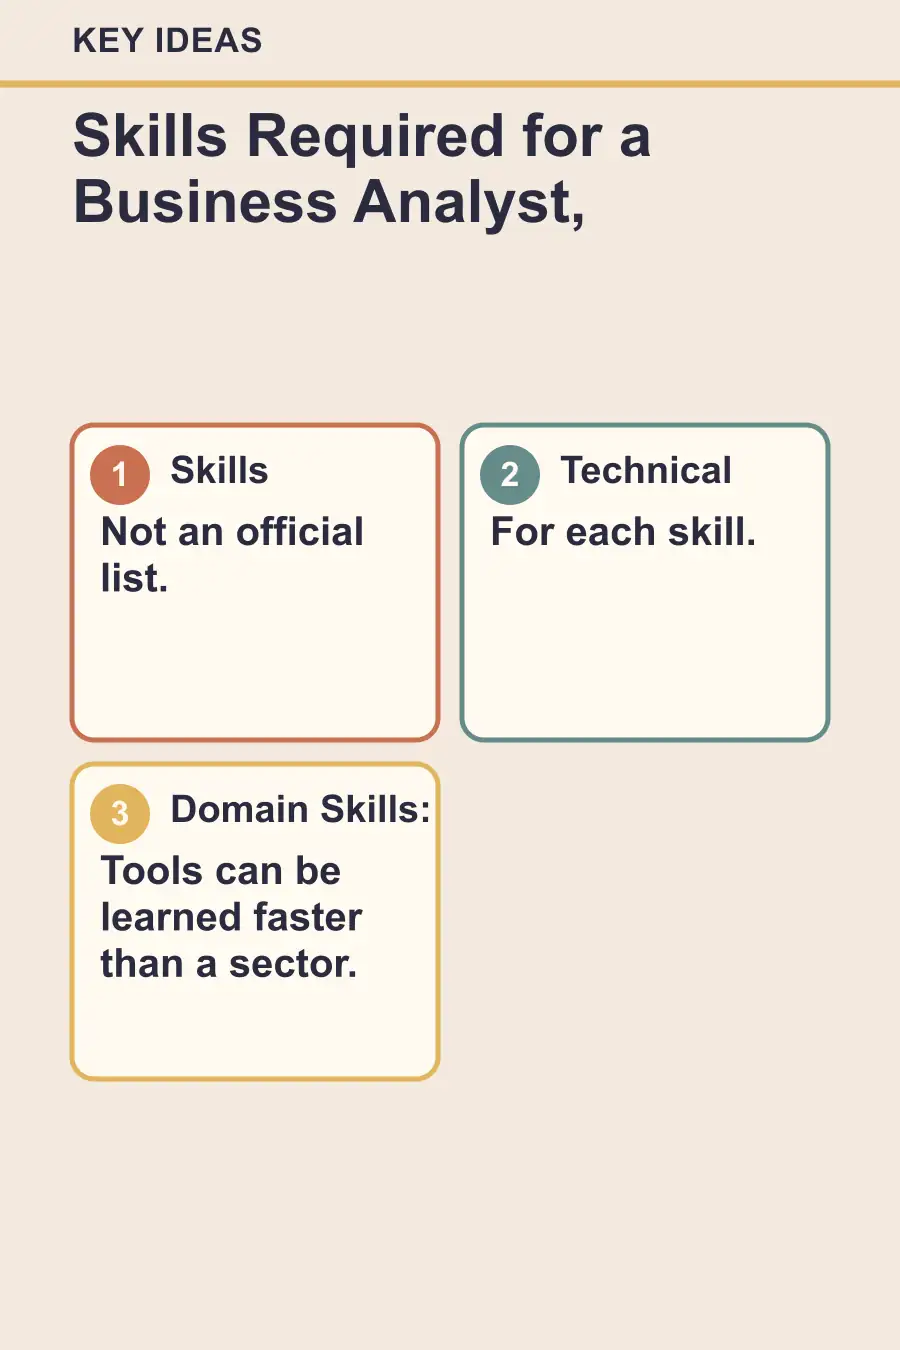 KEY IDEAS
Skills Required for a
Business Analyst,
1 Skills
Not an official
list.
2 Technical
For each skill.
3 Domain Skills:
Tools can be
learned faster
than a sector.